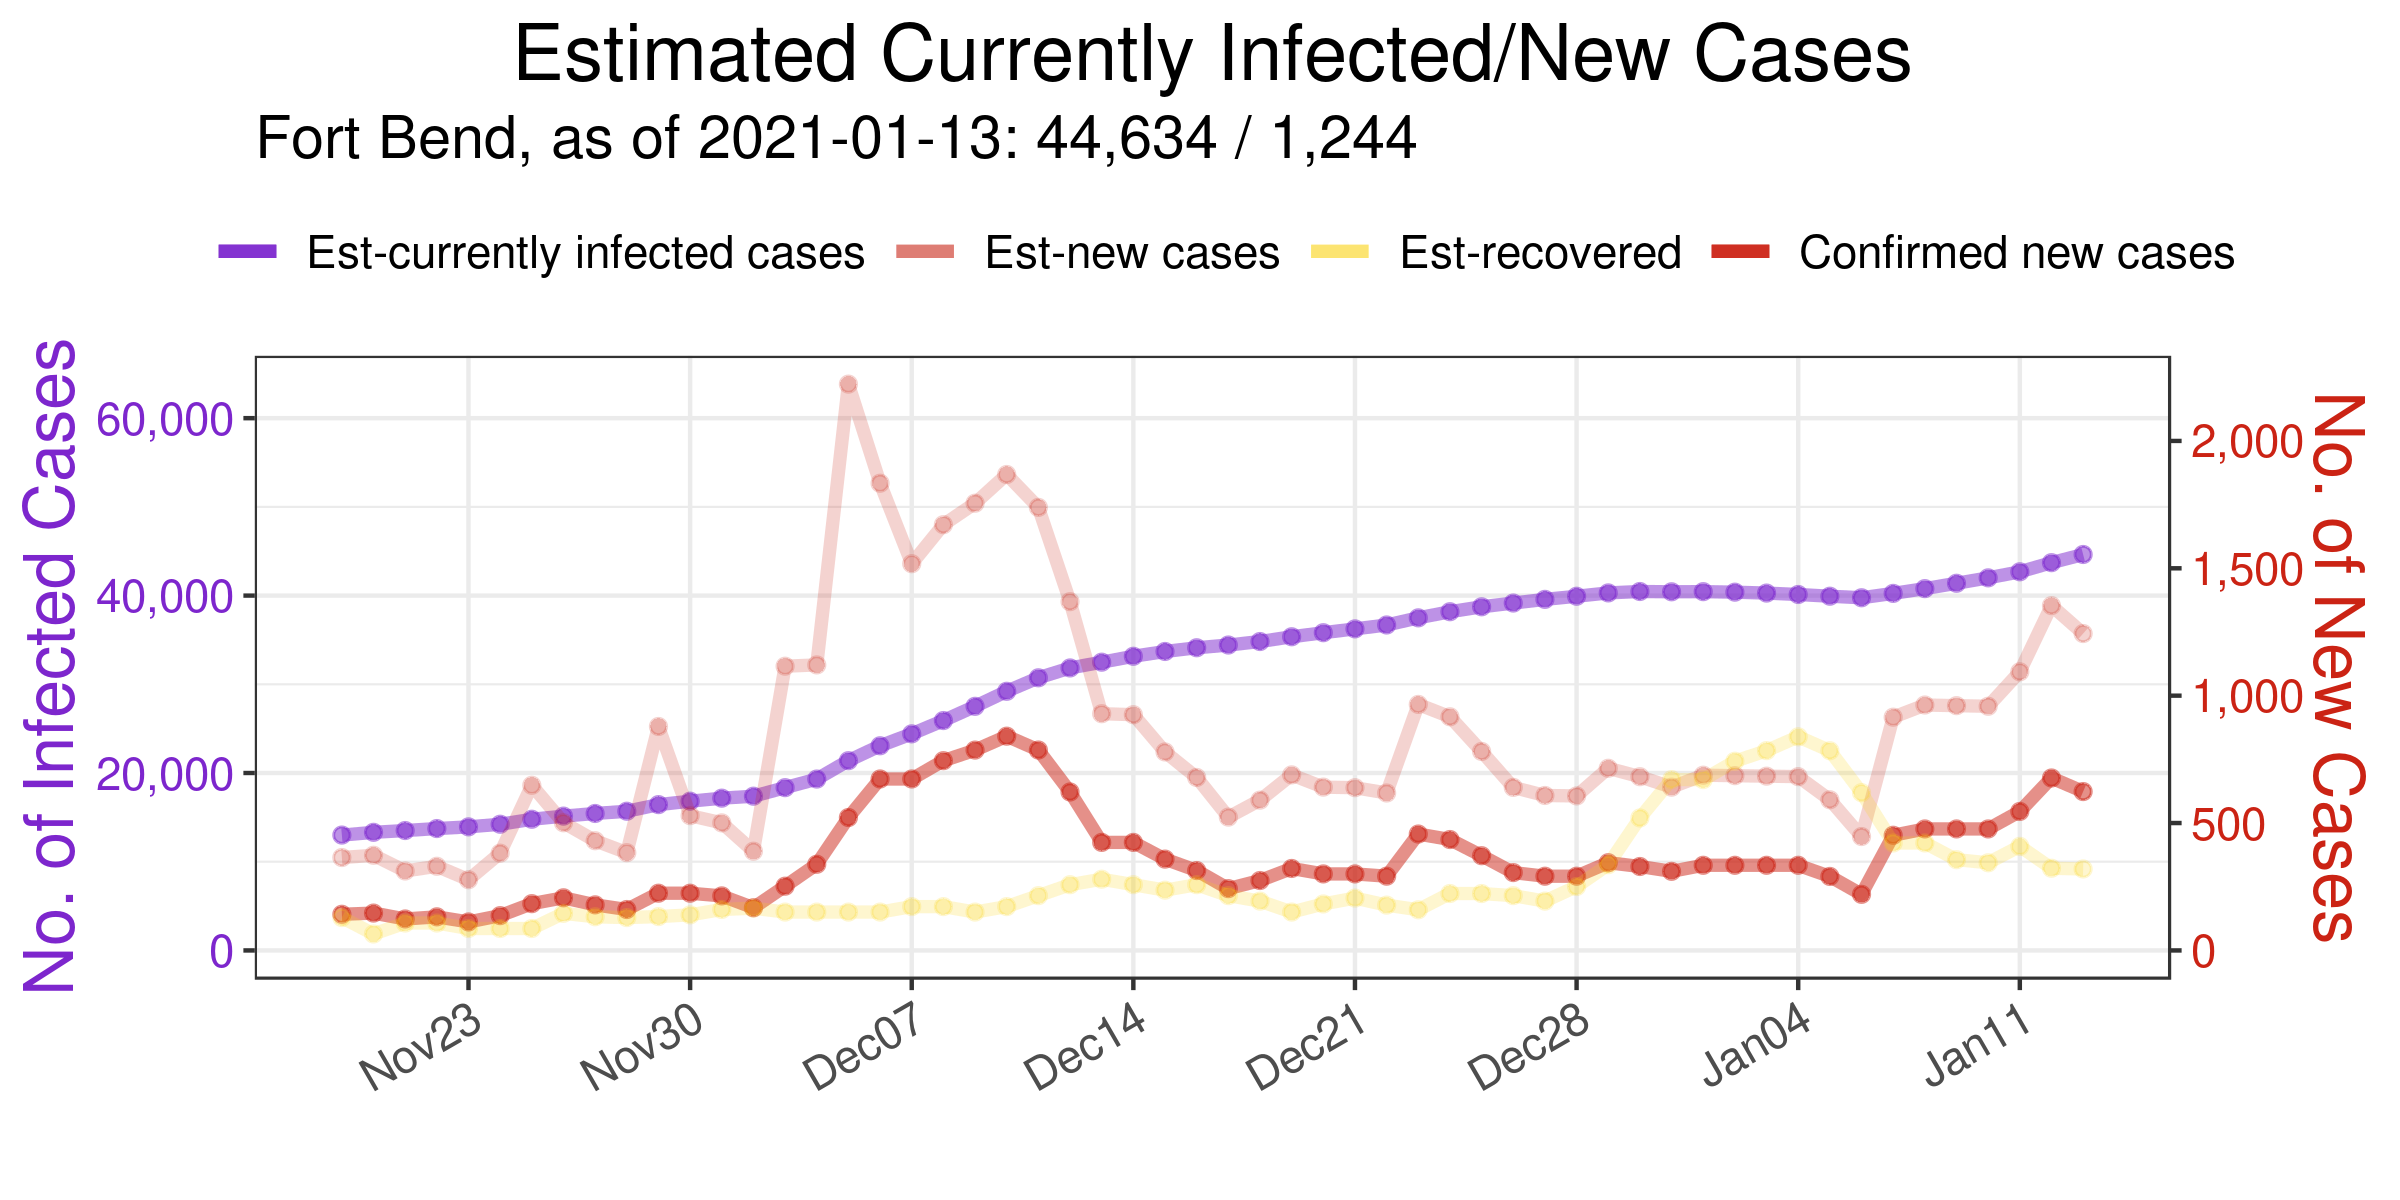 Estimated Currently Infected/New Cases
Fort Bend, as of 2021-01-13: 44,634 / 1,244
Est-currently infected cases Est-new cases Est-recovered Confirmed new cases
No. of Infected Cases
60,000
40,000
20,000
0
2,000
1,500
1,000
500
0
No. of New Cases
Nov23 Nov30 Dec07 Dec14 Dec21 Dec28 Jan04 Jan11